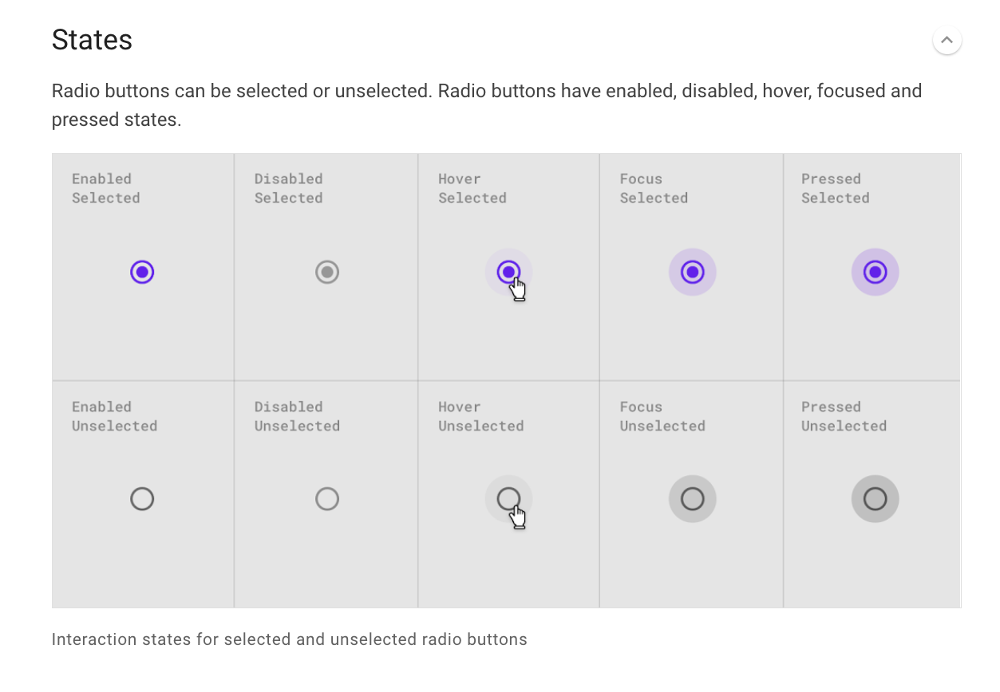 States
Radio buttons can be selected or unselected. Radio buttons have enabled, disabled, hover, focused and
pressed states.
Enabled
Selected
Disabled
Selected
Hover
Selected
Focus
Selected
Pressed
Selected
Enabled
Unselected
Disabled
Unselected
Hover
Unselected
Focus
Unselected
Pressed
Unselected
Interaction states for selected and unselected radio buttons